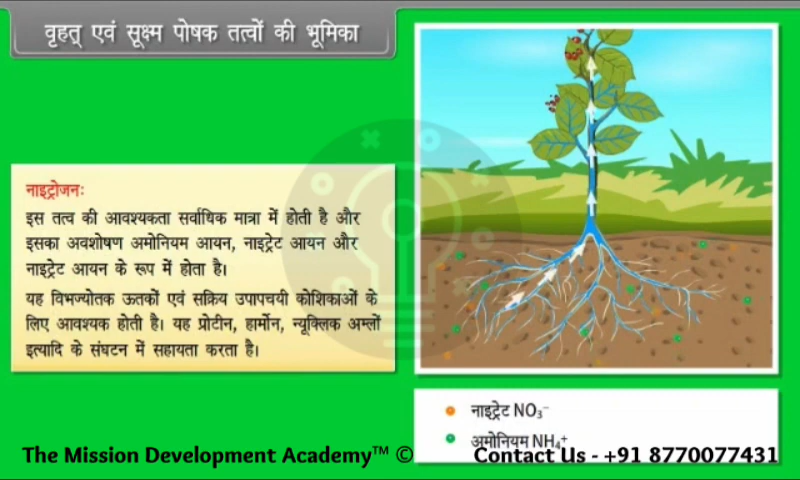 वृहत् एवं सूक्ष्म पोषक तत्वों की भूमिका
नाइट्रोजनः
इस तत्व की आवश्यकता सर्वाधिक मात्रा में होती है और
इसका अवशोषण अमोनियम आयन, नाइट्रेट आयन और
नाइट्रेट आयन के रूप में होता है।
यह विभज्योतक ऊतकों एवं सक्रिय उपापचयी कोशिकाओं के
लिए आवश्यक होती है। यह प्रोटीन, हार्मोन, न्यूक्लिक अम्लों
इत्यादि के संघटन में सहायता करता है।
नाइट्रेट NO₃⁻
अमोनियम NH₄⁺
The Mission Development Academy™ ©
Contact Us - +91 8770077431